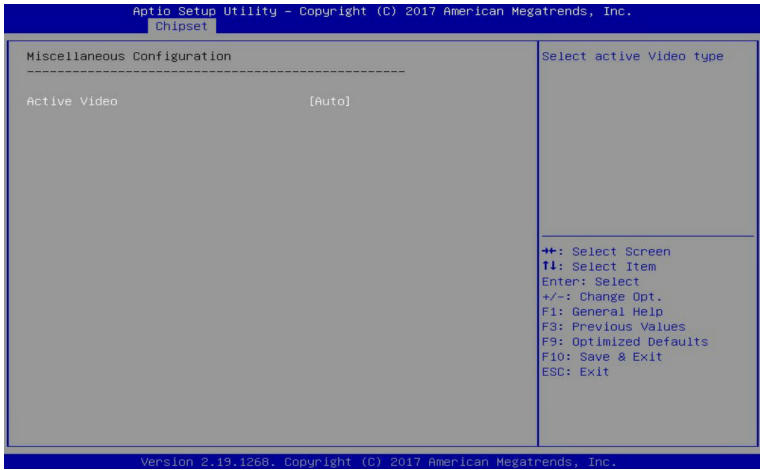 Aptio Setup Utility – Copyright (C) 2017 American Megatrends, Inc.
Chipset
Miscellaneous Configuration
------------------------------------------------
Active Video [Auto]
Select active Video type
→←: Select Screen
↑↓: Select Item
Enter: Select
+/-: Change Opt.
F1: General Help
F3: Previous Values
F9: Optimized Defaults
F10: Save & Exit
ESC: Exit
Version 2.19.1268. Copyright (C) 2017 American Megatrends, Inc.